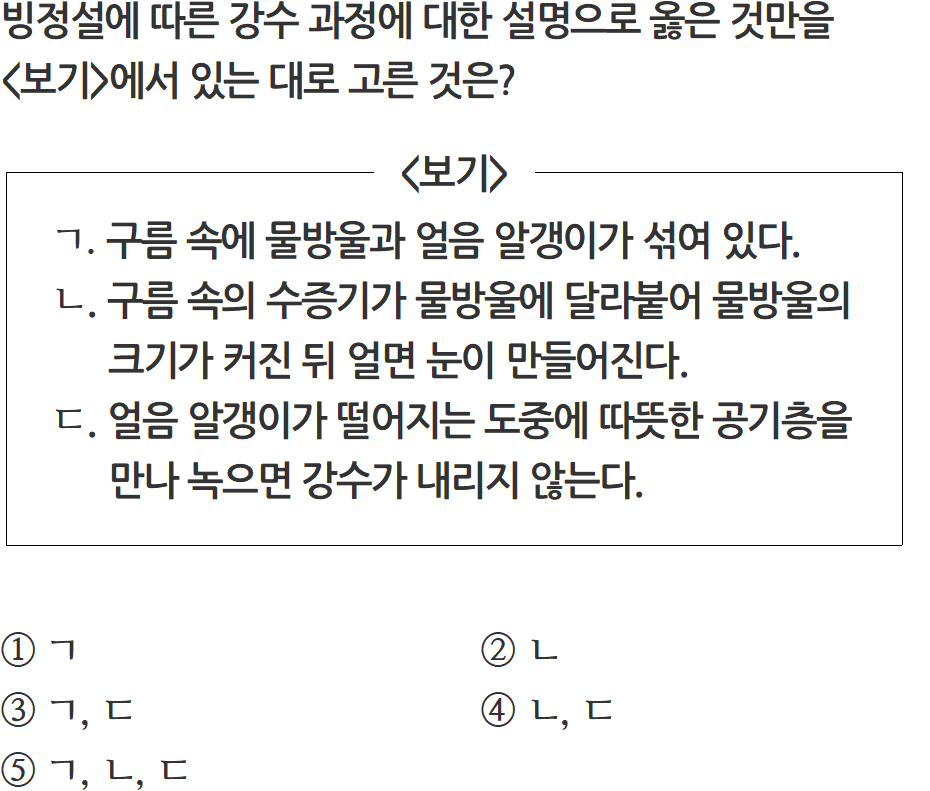 빙정설에 따른 강수 과정에 대한 설명으로 옳은 것만을
<보기>에서 있는 대로 고른 것은?
<보기>
ㄱ. 구름 속에 물방울과 얼음 알갱이가 섞여 있다.
ㄴ. 구름 속의 수증기가 물방울에 달라붙어 물방울의
크기가 커진 뒤 얼면 눈이 만들어진다.
ㄷ. 얼음 알갱이가 떨어지는 도중에 따뜻한 공기층을
만나 녹으면 강수가 내리지 않는다.
① ㄱ ② ㄴ
③ ㄱ, ㄷ ④ ㄴ, ㄷ
⑤ ㄱ, ㄴ, ㄷ